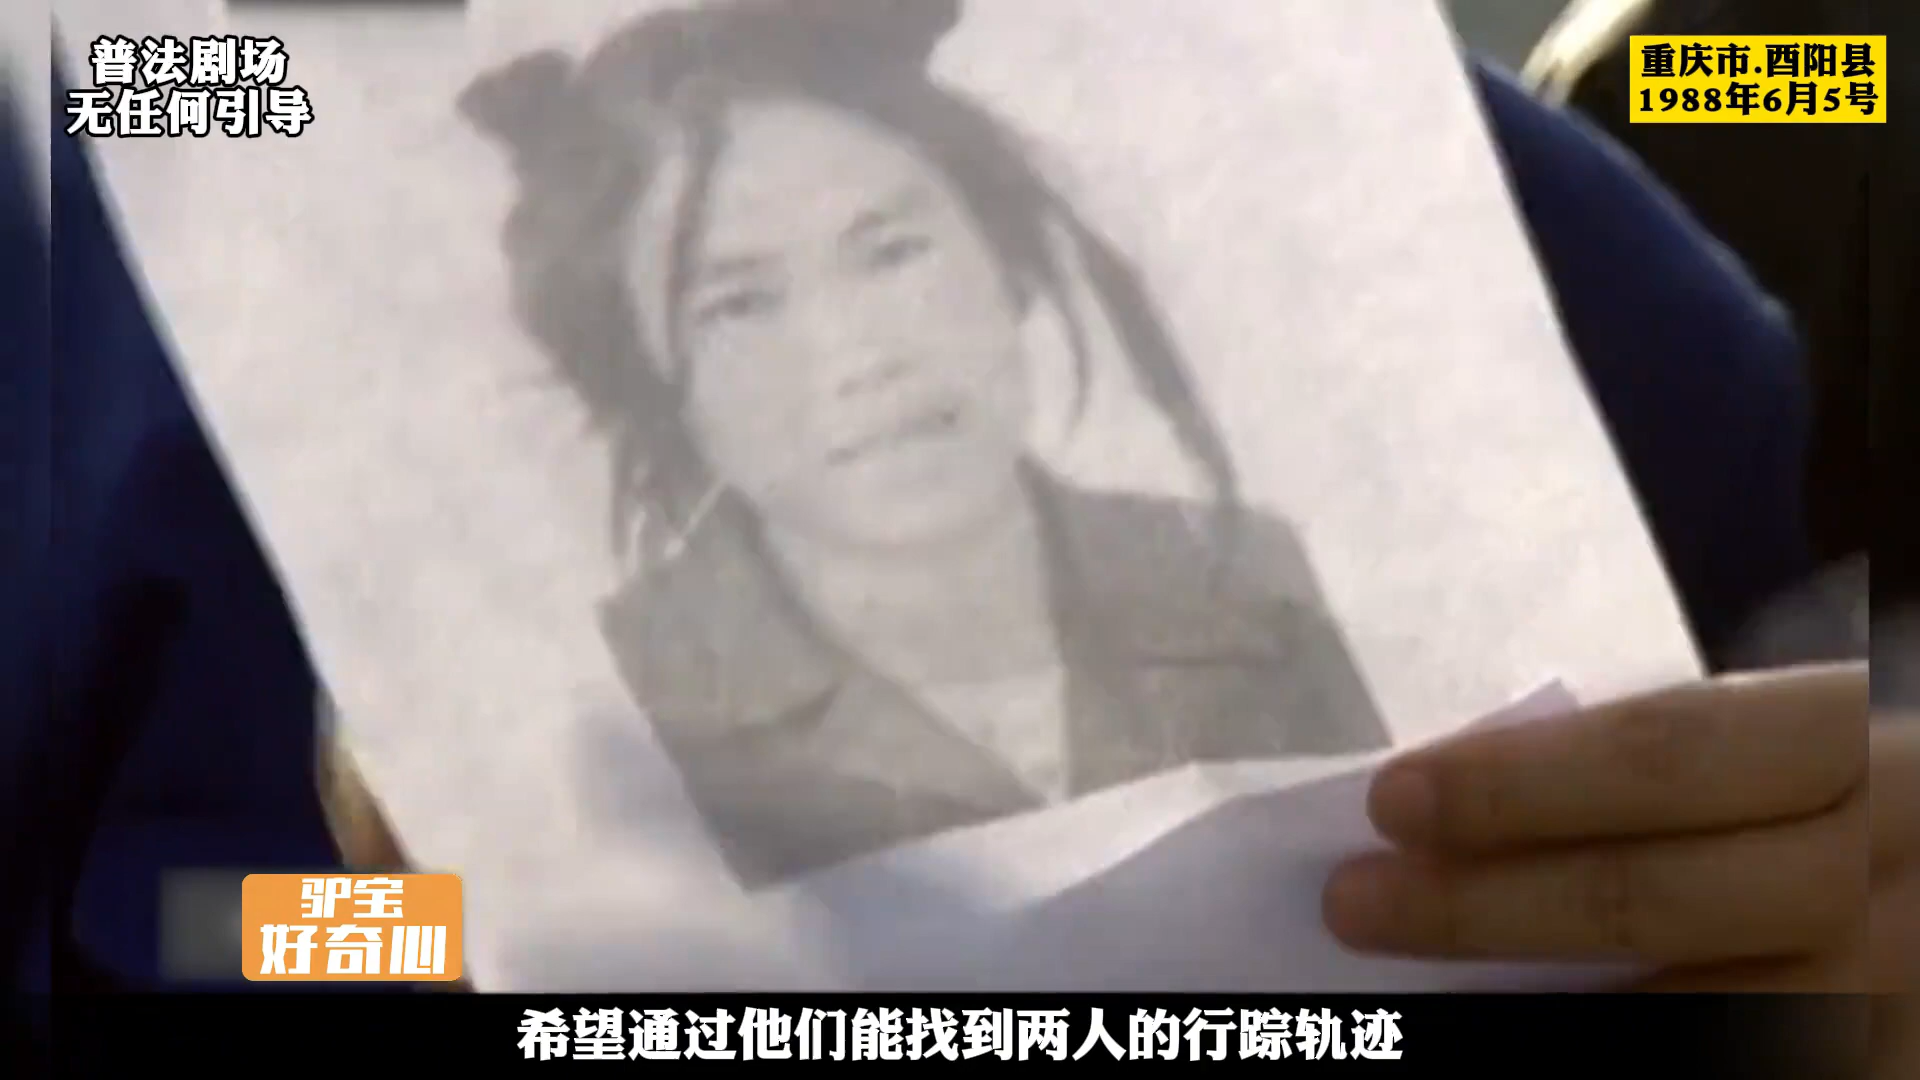 普法剧场
无任何引导
重庆市.酉阳县
1988年6月5号
驴宝
好奇心
希望通过他们能找到两人的行踪轨迹